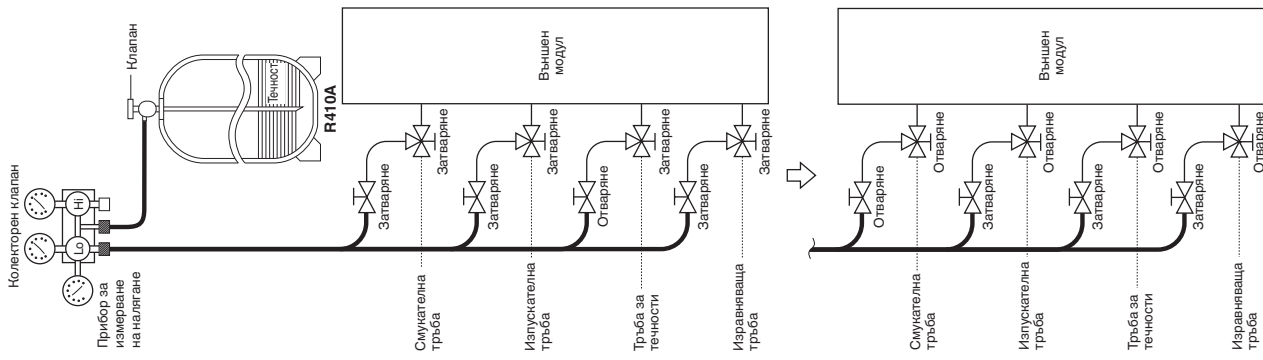 Колекторен клапан
Lo
Hi
Прибор за
измерване
на налягане
Клапан
Течност
R410A
Външен
модул
Затваряне
Затваряне
Затваряне
Затваряне
Отваряне
Затваряне
Затваряне
Затваряне
Смукателна
тръба
Изпускателна
тръба
Тръба за
течности
Изравняваща
тръба
Външен
модул
Отваряне
Отваряне
Затваряне
Отваряне
Затваряне
Отваряне
Затваряне
Отваряне
Смукателна
тръба
Изпускателна
тръба
Тръба за
течности
Изравняваща
тръба